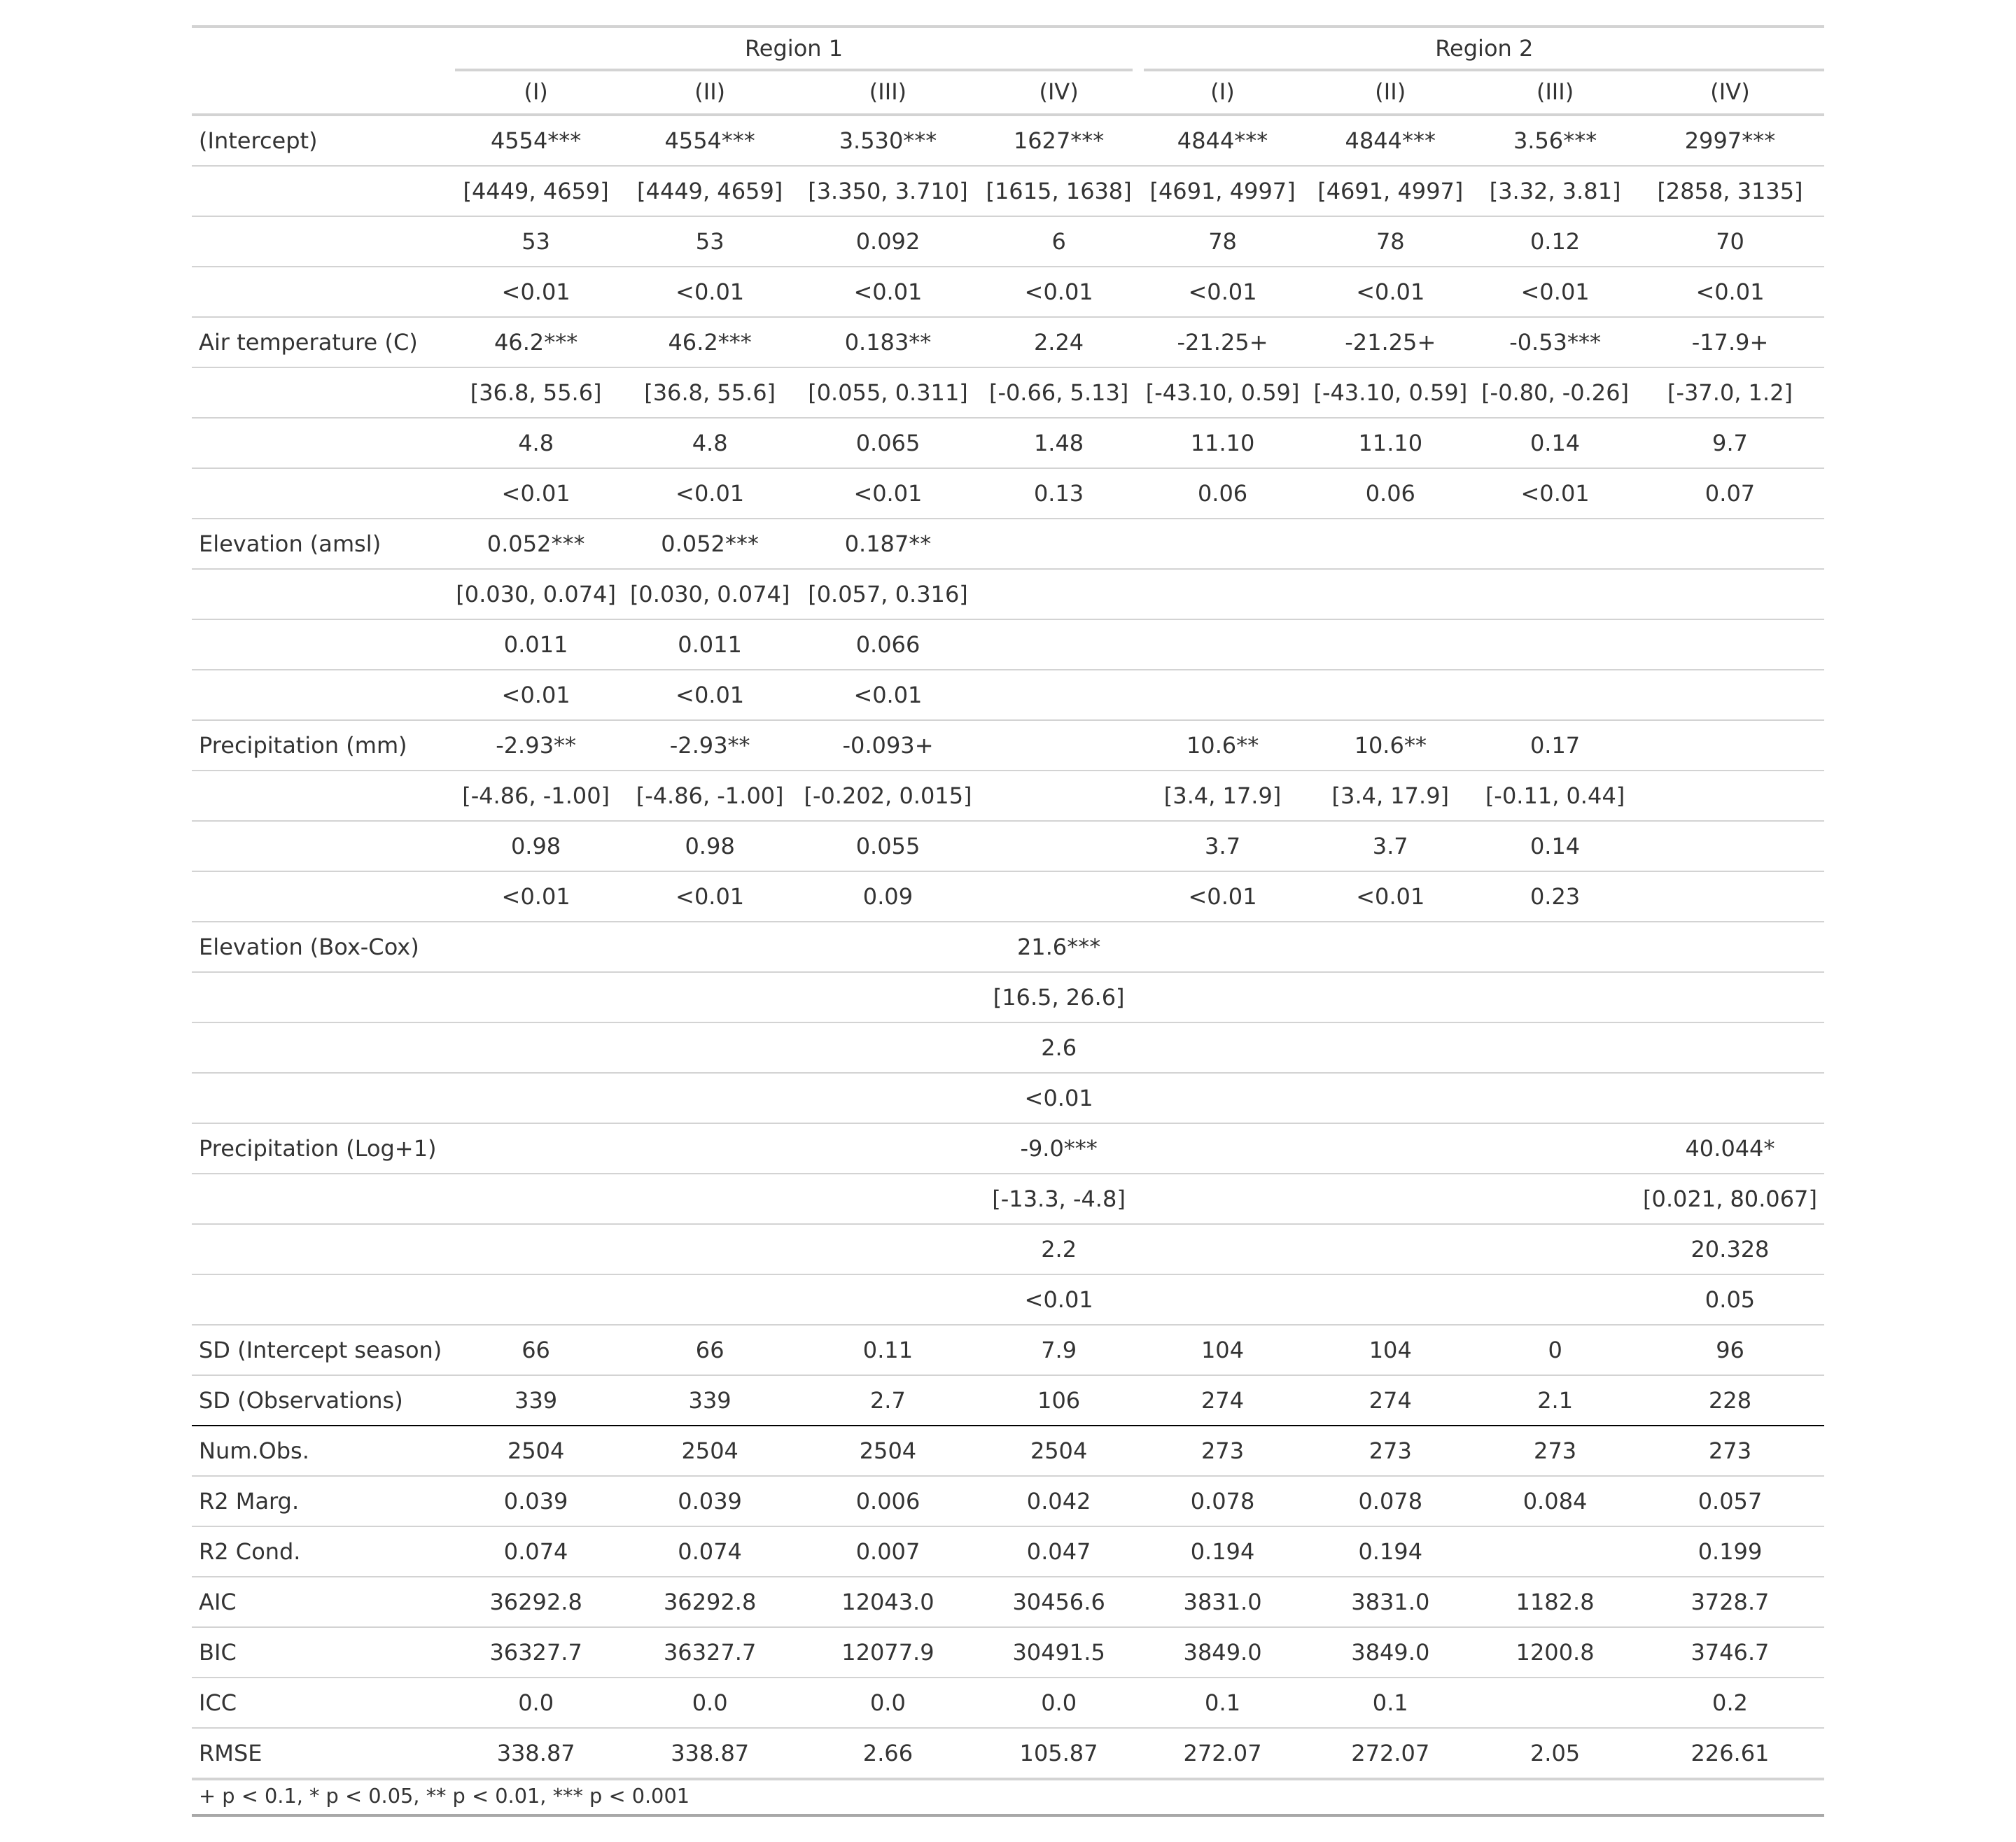 Region 1 Region 2
(I) (II) (III) (IV) (I) (II) (III) (IV)
(Intercept) 4554*** 4554*** 3.530*** 1627*** 4844*** 4844*** 3.56*** 2997***
[4449, 4659] [4449, 4659] [3.350, 3.710] [1615, 1638] [4691, 4997] [4691, 4997] [3.32, 3.81] [2858, 3135]
53 53 0.092 6 78 78 0.12 70
<0.01 <0.01 <0.01 <0.01 <0.01 <0.01 <0.01 <0.01
Air temperature (C) 46.2*** 46.2*** 0.183** 2.24 -21.25+ -21.25+ -0.53*** -17.9+
[36.8, 55.6] [36.8, 55.6] [0.055, 0.311] [-0.66, 5.13] [-43.10, 0.59] [-43.10, 0.59] [-0.80, -0.26] [-37.0, 1.2]
4.8 4.8 0.065 1.48 11.10 11.10 0.14 9.7
<0.01 <0.01 <0.01 0.13 0.06 0.06 <0.01 0.07
Elevation (amsl) 0.052*** 0.052*** 0.187**
[0.030, 0.074] [0.030, 0.074] [0.057, 0.316]
0.011 0.011 0.066
<0.01 <0.01 <0.01
Precipitation (mm) -2.93** -2.93** -0.093+ 10.6** 10.6** 0.17
[-4.86, -1.00] [-4.86, -1.00] [-0.202, 0.015] [3.4, 17.9] [3.4, 17.9] [-0.11, 0.44]
0.98 0.98 0.055 3.7 3.7 0.14
<0.01 <0.01 0.09 <0.01 <0.01 0.23
Elevation (Box-Cox) 21.6***
[16.5, 26.6]
2.6
<0.01
Precipitation (Log+1) -9.0*** 40.044*
[-13.3, -4.8] [0.021, 80.067]
2.2 20.328
<0.01 0.05
SD (Intercept season) 66 66 0.11 7.9 104 104 0 96
SD (Observations) 339 339 2.7 106 274 274 2.1 228
Num.Obs. 2504 2504 2504 2504 273 273 273 273
R2 Marg. 0.039 0.039 0.006 0.042 0.078 0.078 0.084 0.057
R2 Cond. 0.074 0.074 0.007 0.047 0.194 0.194 0.199
AIC 36292.8 36292.8 12043.0 30456.6 3831.0 3831.0 1182.8 3728.7
BIC 36327.7 36327.7 12077.9 30491.5 3849.0 3849.0 1200.8 3746.7
ICC 0.0 0.0 0.0 0.0 0.1 0.1 0.2
RMSE 338.87 338.87 2.66 105.87 272.07 272.07 2.05 226.61
+ p < 0.1, * p < 0.05, ** p < 0.01, *** p < 0.001